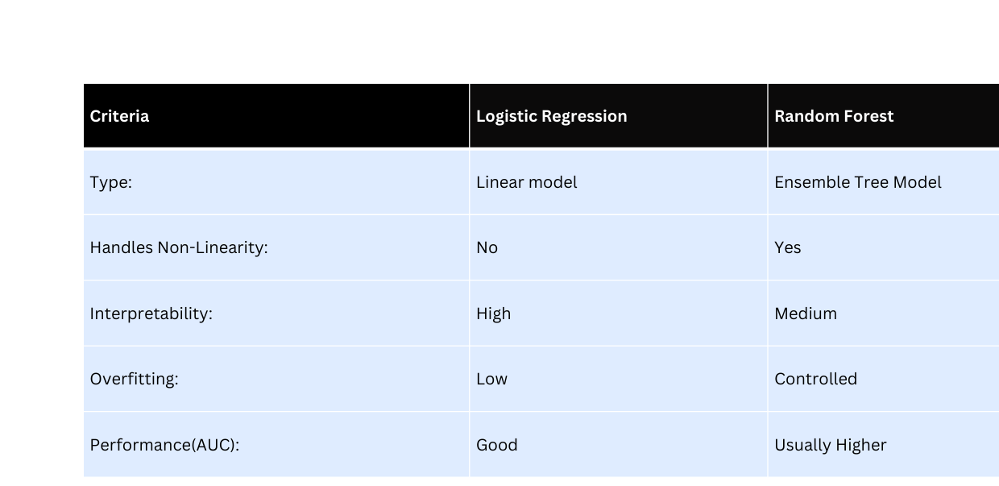 Criteria Logistic Regression Random Forest
Type: Linear model Ensemble Tree Model
Handles Non-Linearity: No Yes
Interpretability: High Medium
Overfitting: Low Controlled
Performance(AUC): Good Usually Higher